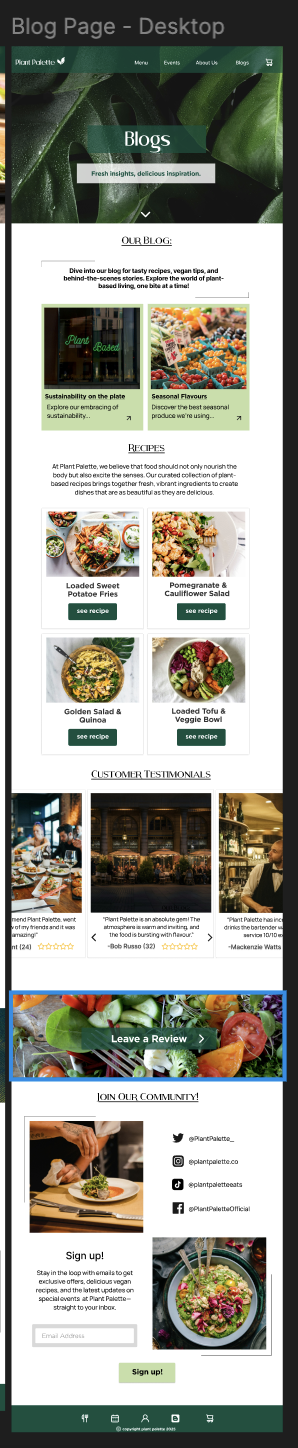 Blog Page - Desktop
Plant Palette
Menu Events About Us Blogs
Blogs
Fresh insights, delicious inspiration.
Our Blog:
Dive into our blog for tasty recipes, vegan tips, and
behind-the-scenes stories. Explore the world of plant-
based living, one bite at a time!
Plant
Based
Sustainability on the plate
Explore our embracing of
sustainability...
Seasonal Flavours
Discover the best seasonal
produce we're using...
Recipes
At Plant Palette, we believe that food should not only nourish the
body but also excite the senses. Our curated collection of plant-
based recipes brings together fresh, vibrant ingredients to create
dishes that are as beautiful as they are delicious.
Loaded Sweet
Potatoe Fries
see recipe
Pomegranate &
Cauliflower Salad
see recipe
Golden Salad &
Quinoa
see recipe
Loaded Tofu &
Veggie Bowl
see recipe
Customer Testimonials
mend Plant Palette, went
of my friends and it was
amazing!"
nt (24)
"Plant Palette is an absolute gem! The
atmosphere is warm and inviting, and
the food is bursting with flavour."
-Bob Russo (32)
"Plant Palette has inc
drinks the bartender w
service 10/10 e
-Mackenzie Watts
Leave a Review
Join Our Community!
@PlantPalette_
@plantpalette.co
@plantpaletteeats
@PlantPaletteOfficial
Sign up!
Stay in the loop with emails to get
exclusive offers, delicious vegan
recipes, and the latest updates on
special events at Plant Palette—
straight to your inbox.
Email Address
Sign up!
© copyright plant palette 2025